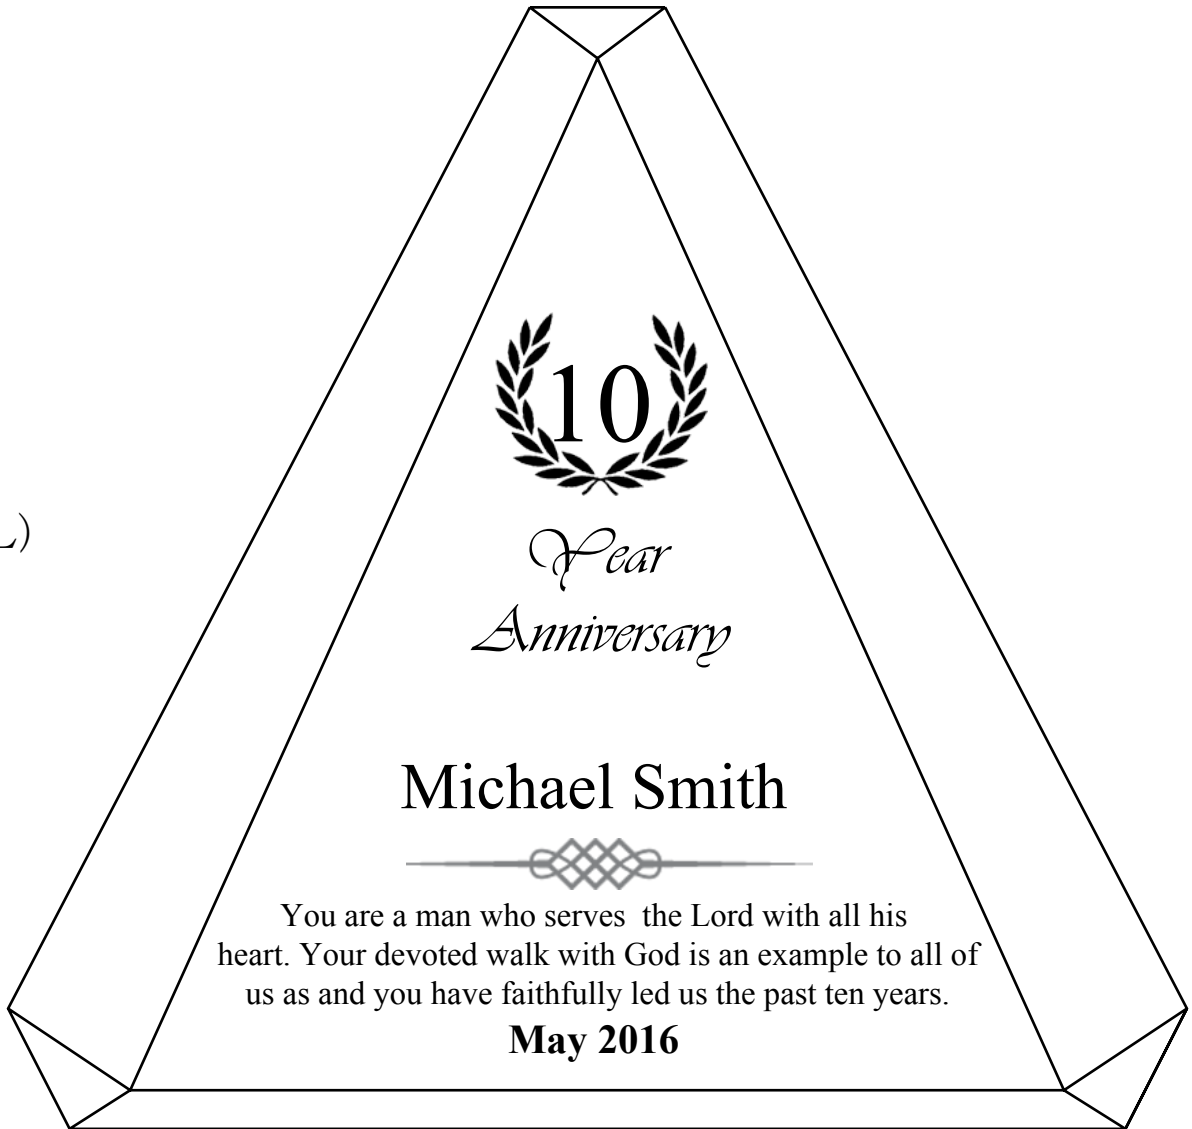 10
Year
Anniversary
Michael Smith
You are a man who serves  the Lord with all his
heart. Your devoted walk with God is an example to all of
us as and you have faithfully led us the past ten years.
May 2016